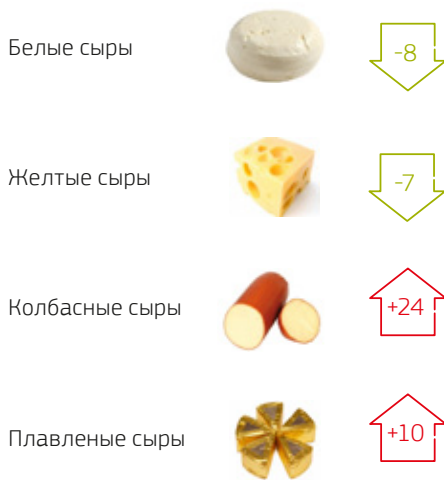 Белые сыры
-8
Желтые сыры
-7
Колбасные сыры
+24
Плавленые сыры
+10